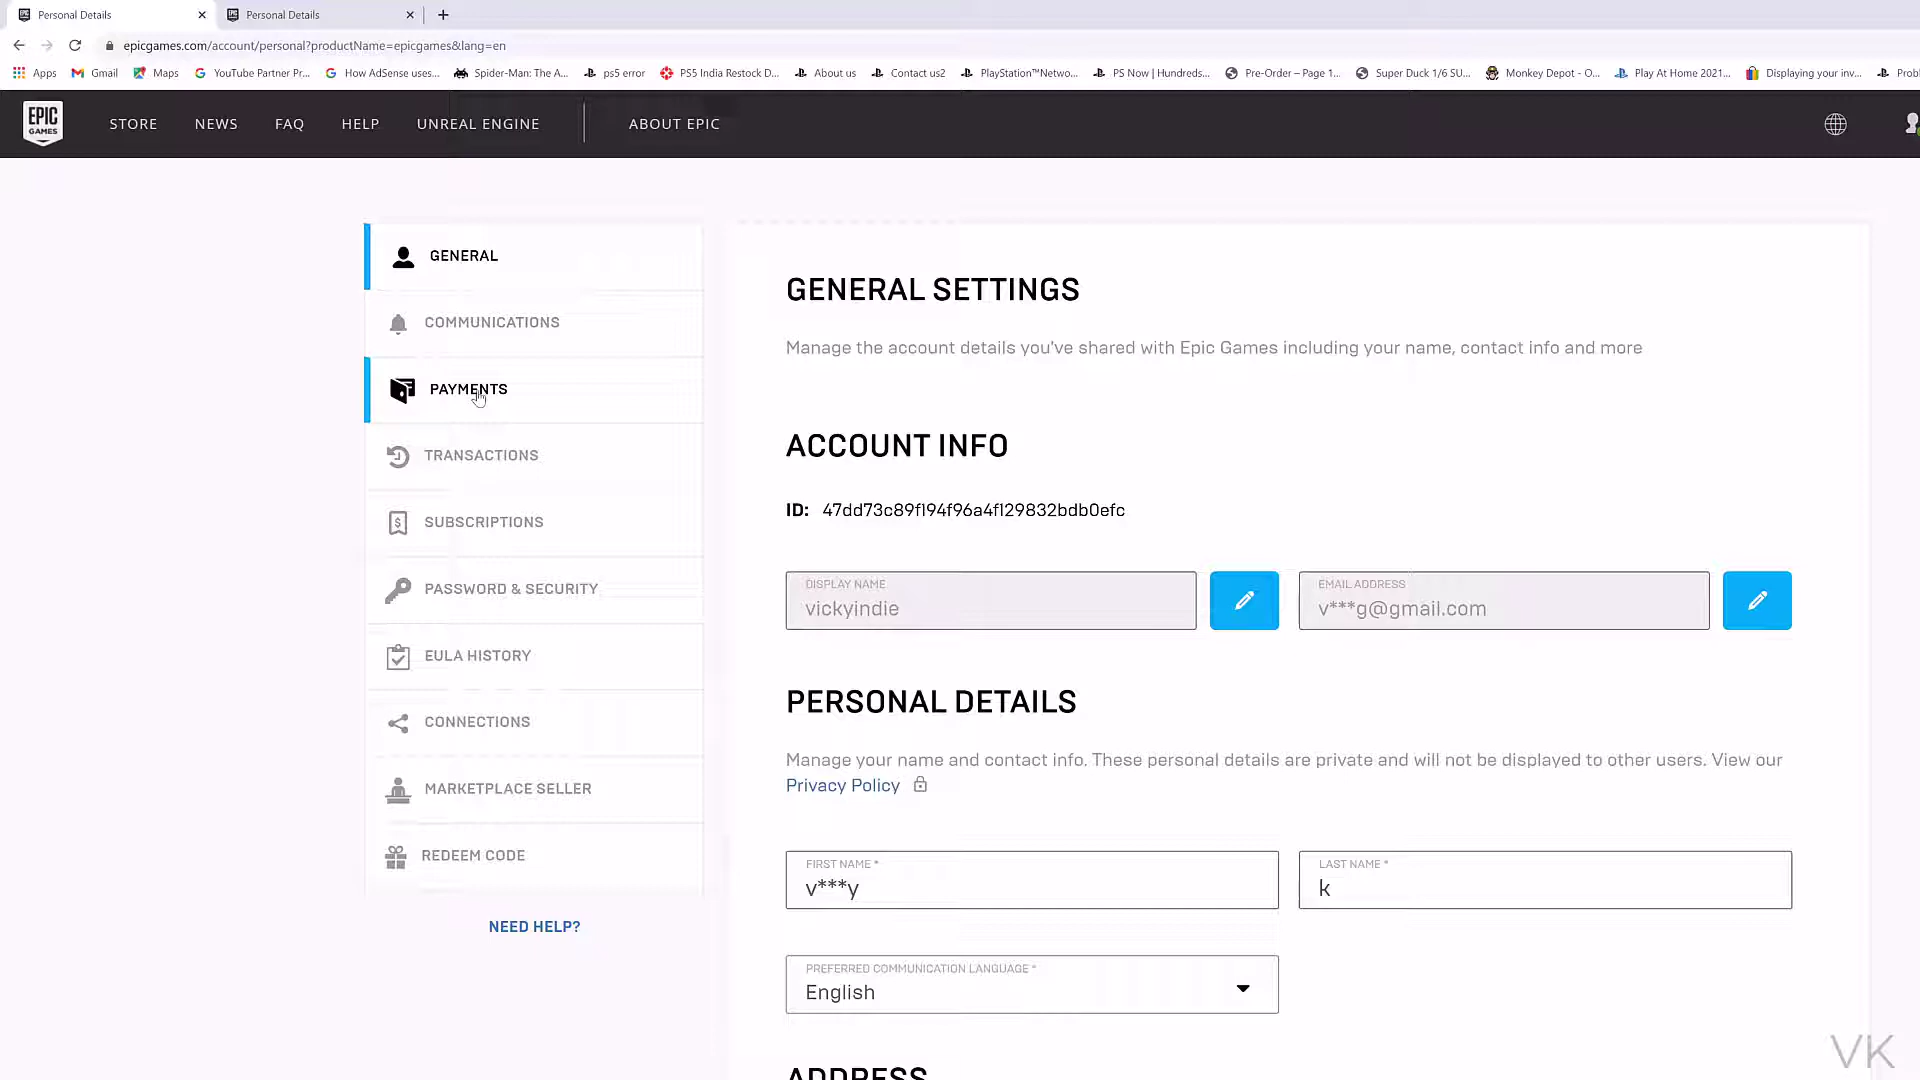 Personal Details
Personal Details
epicgames.com/account/personal?productName=epicgames&lang=en
Apps Gmail Maps YouTube Partner Pr... How AdSense uses... Spider-Man: The A... ps5 error PS5 India Restock D... About us Contact us2 PlayStation™Netwo... PS Now | Hundreds... Pre-Order – Page 1... Super Duck 1/6 SU... Monkey Depot - O... Play At Home 2021... Displaying your inv... Probl
EPIC GAMES
STORE NEWS FAQ HELP UNREAL ENGINE ABOUT EPIC
GENERAL
COMMUNICATIONS
PAYMENTS
TRANSACTIONS
SUBSCRIPTIONS
PASSWORD & SECURITY
EULA HISTORY
CONNECTIONS
MARKETPLACE SELLER
REDEEM CODE
NEED HELP?
GENERAL SETTINGS
Manage the account details you've shared with Epic Games including your name, contact info and more
ACCOUNT INFO
ID: 47dd73c89f194f96a4f129832bdb0efc
DISPLAY NAME
vickyindie
EMAIL ADDRESS
v***g@gmail.com
PERSONAL DETAILS
Manage your name and contact info. These personal details are private and will not be displayed to other users. View our
Privacy Policy
FIRST NAME *
v***y
LAST NAME *
k
PREFERRED COMMUNICATION LANGUAGE *
English
ADDRESS
VK